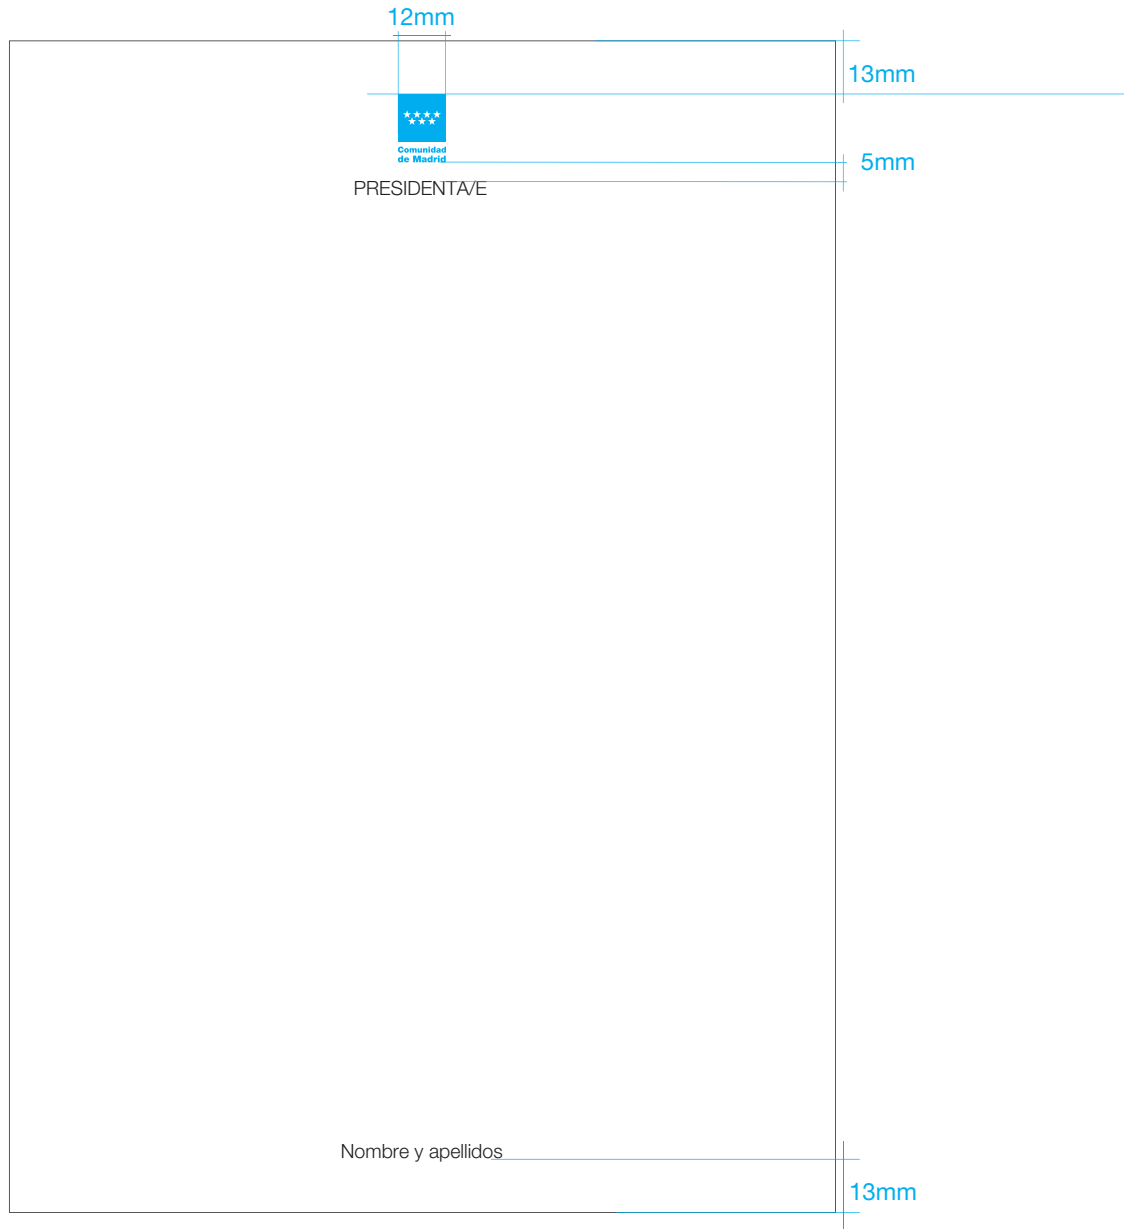 12mm
13mm
Comunidad
de Madrid
5mm
PRESIDENTA/E
Nombre y apellidos
13mm